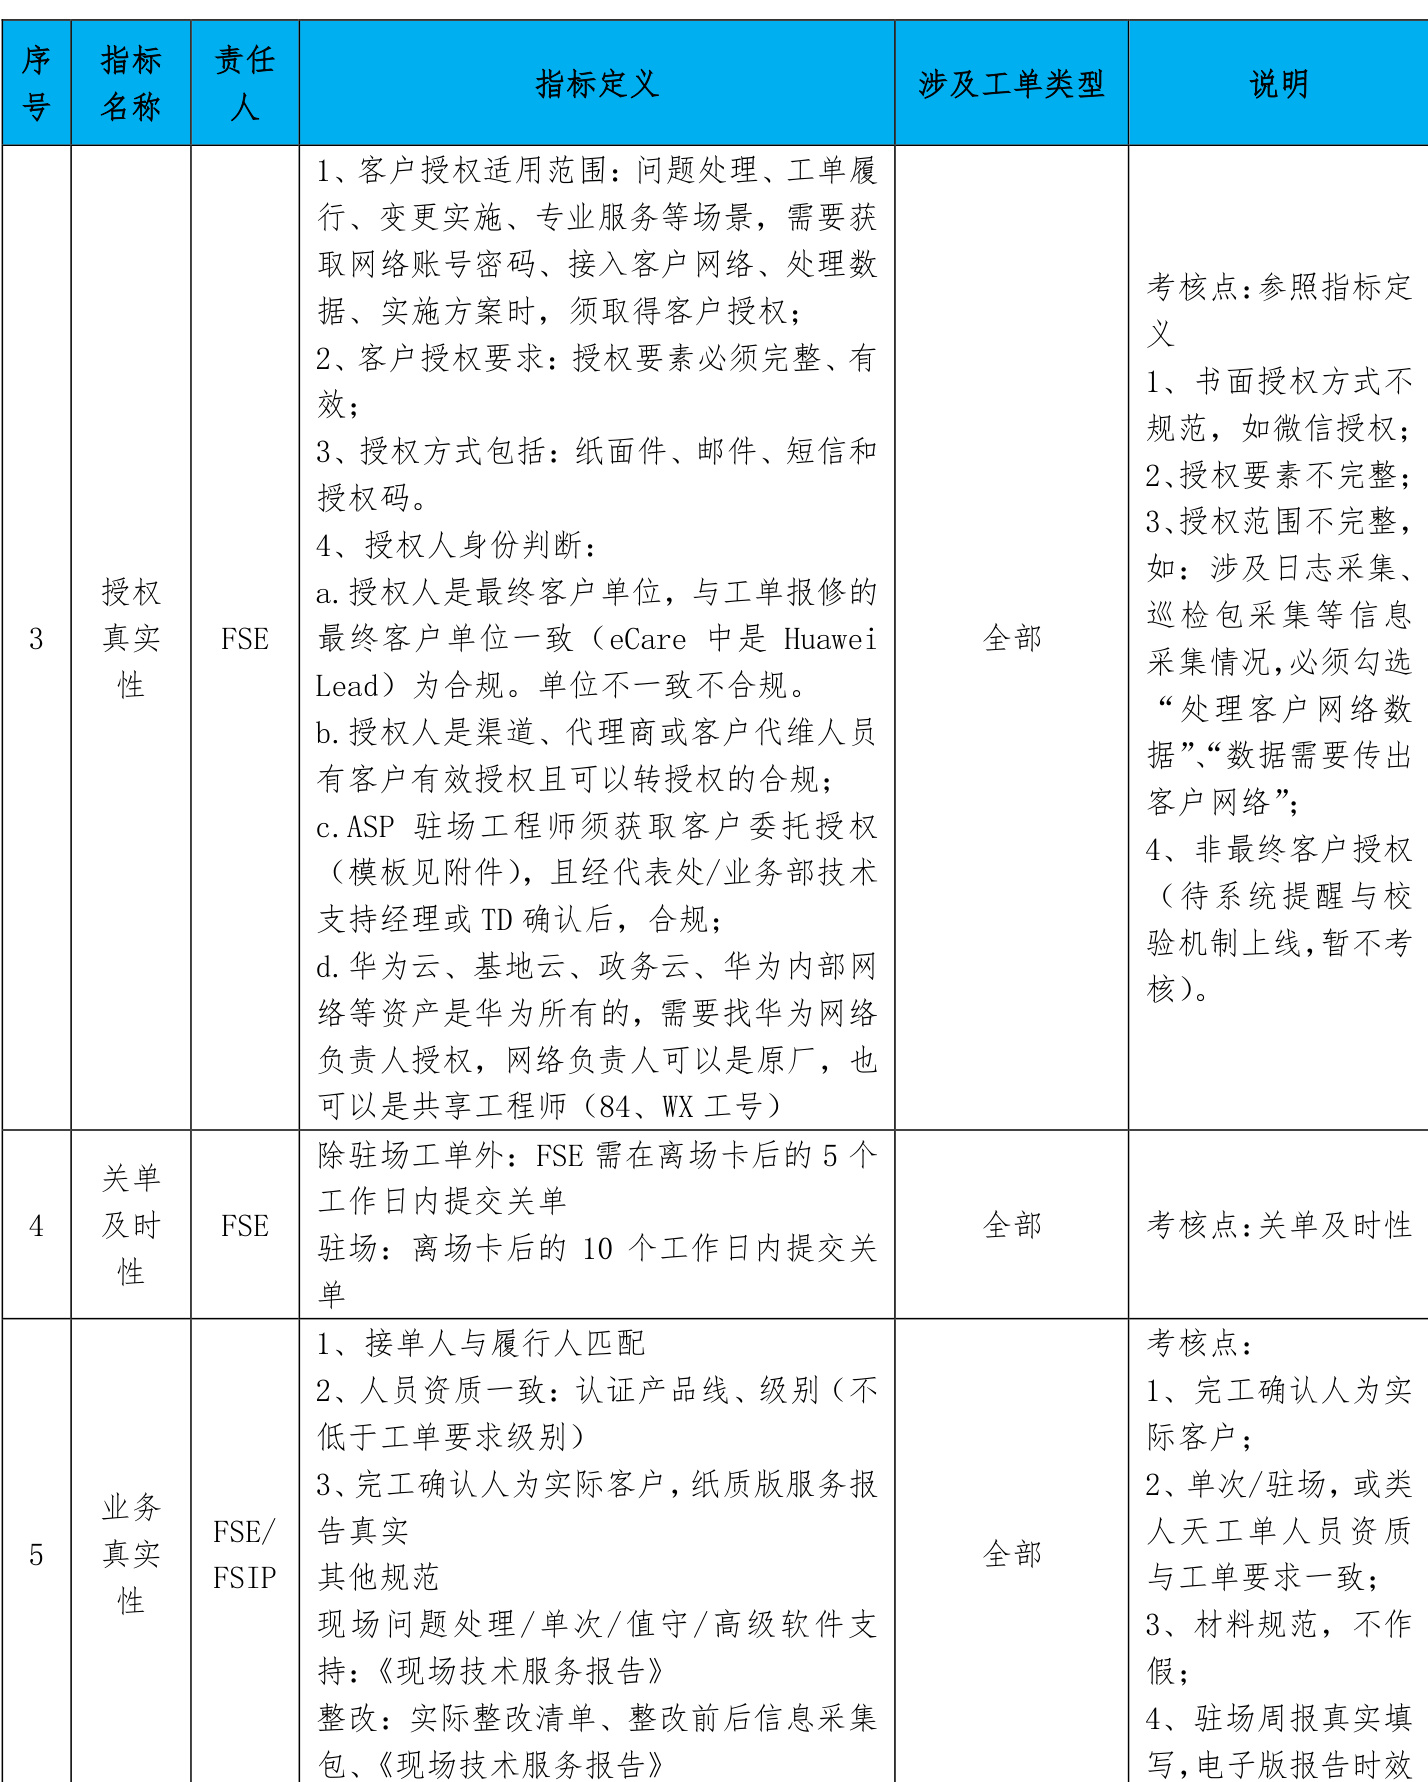 序号
指标名称
责任人
指标定义
涉及工单类型
说明
3
授权
真实
性
FSE
1、客户授权适用范围：问题处理、工单履
行、变更实施、专业服务等场景，需要获
取网络账号密码、接入客户网络、处理数
据、实施方案时，须取得客户授权；
2、客户授权要求：授权要素必须完整、有
效；
3、授权方式包括：纸面件、邮件、短信和
授权码。
4、授权人身份判断：
a.授权人是最终客户单位，与工单报修的
最终客户单位一致（eCare 中是 Huawei
Lead）为合规。单位不一致不合规。
b.授权人是渠道、代理商或客户代维人员
有客户有效授权且可以转授权的合规；
c.ASP 驻场工程师须获取客户委托授权
（模板见附件），且经代表处/业务部技术
支持经理或 TD 确认后，合规；
d.华为云、基地云、政务云、华为内部网
络等资产是华为所有的，需要找华为网络
负责人授权，网络负责人可以是原厂，也
可以是共享工程师（84、WX 工号）
全部
考核点：参照指标定
义
1、书面授权方式不
规范，如微信授权；
2、授权要素不完整；
3、授权范围不完整，
如：涉及日志采集、
巡检包采集等信息
采集情况，必须勾选
“处理客户网络数
据”、“数据需要传出
客户网络”；
4、非最终客户授权
（待系统提醒与校
验机制上线，暂不考
核）。
4
关单
及时
性
FSE
除驻场工单外：FSE 需在离场卡后的 5 个
工作日内提交关单
驻场：离场卡后的 10 个工作日内提交关
单
全部
考核点：关单及时性
5
业务
真实
性
FSE/
FSIP
1、接单人与履行人匹配
2、人员资质一致：认证产品线、级别（不
低于工单要求级别）
3、完工确认人为实际客户，纸质版服务报
告真实
其他规范
现场问题处理/单次/值守/高级软件支
持：《现场技术服务报告》
整改：实际整改清单、整改前后信息采集
包、《现场技术服务报告》
全部
考核点：
1、完工确认人为实
际客户；
2、单次/驻场，或类
人天工单人员资质
与工单要求一致；
3、材料规范，不作
假；
4、驻场周报真实填
写，电子版报告时效